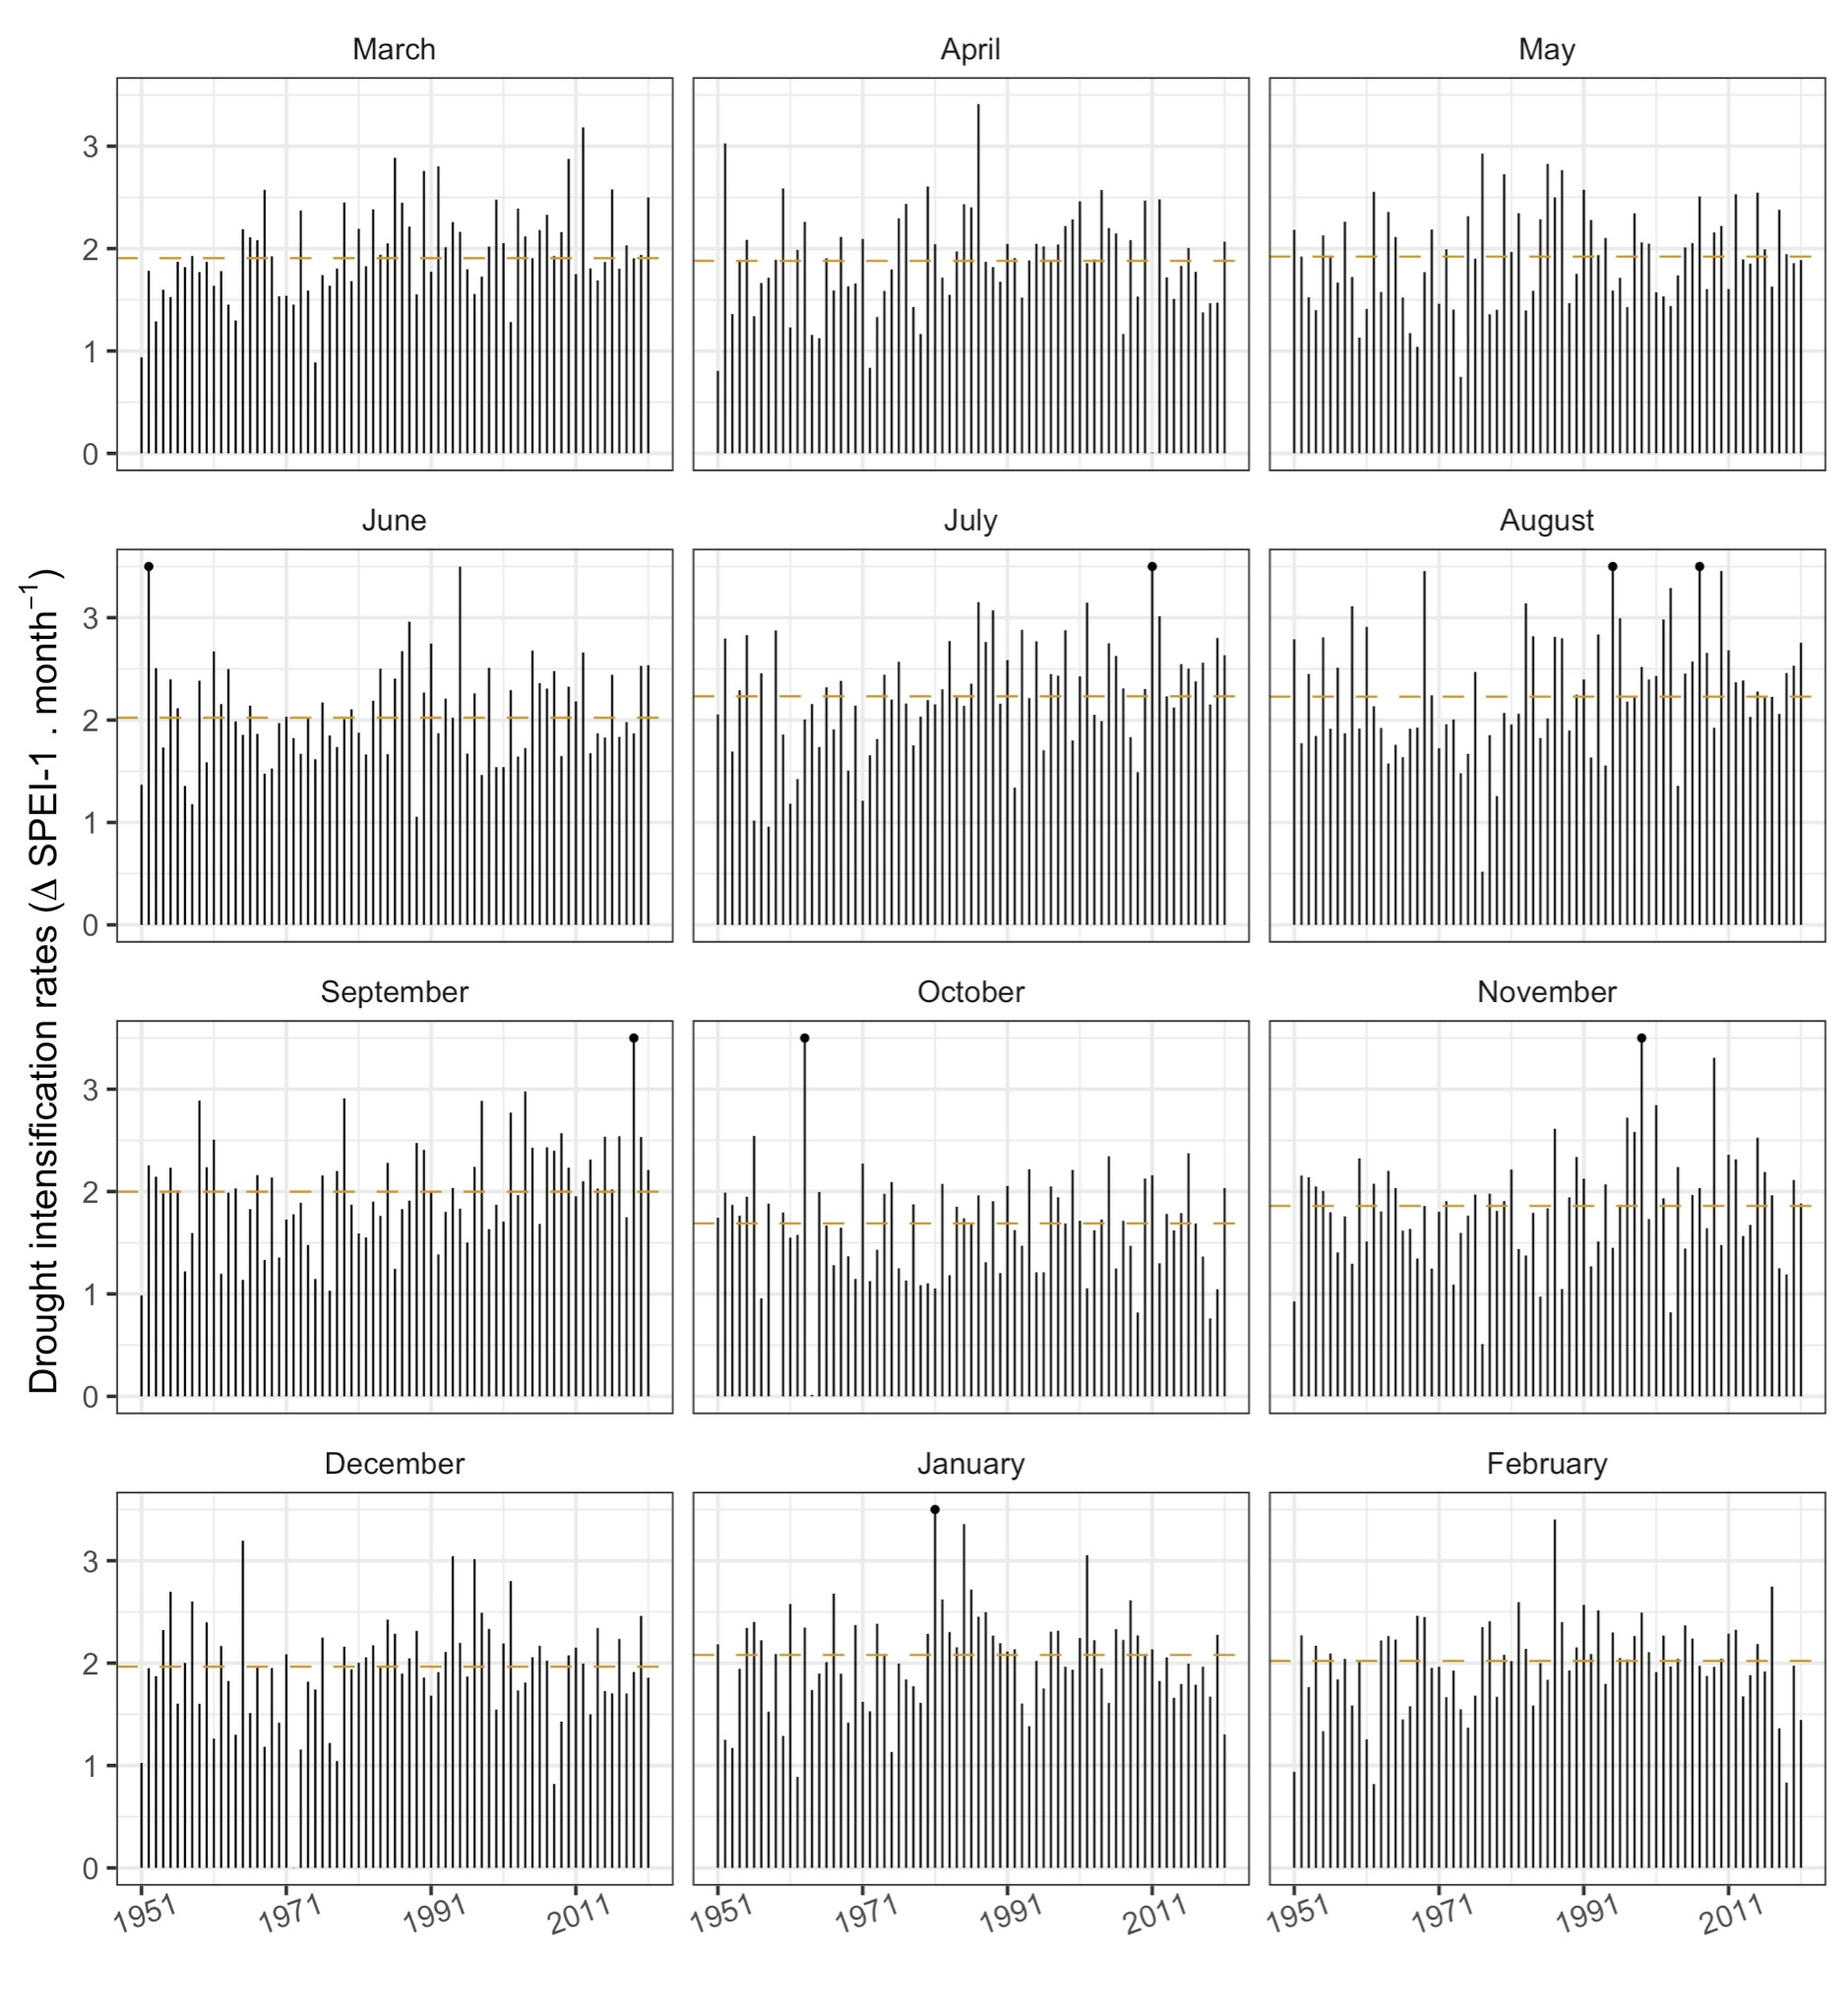 March April May
3
2
1
0
June July August
3
2
1
0
Drought intensification rates (Δ SPEI-1 . month⁻¹)
September October November
3
2
1
0
December January February
3
2
1
0
1951 1971 1991 2011 1951 1971 1991 2011 1951 1971 1991 2011